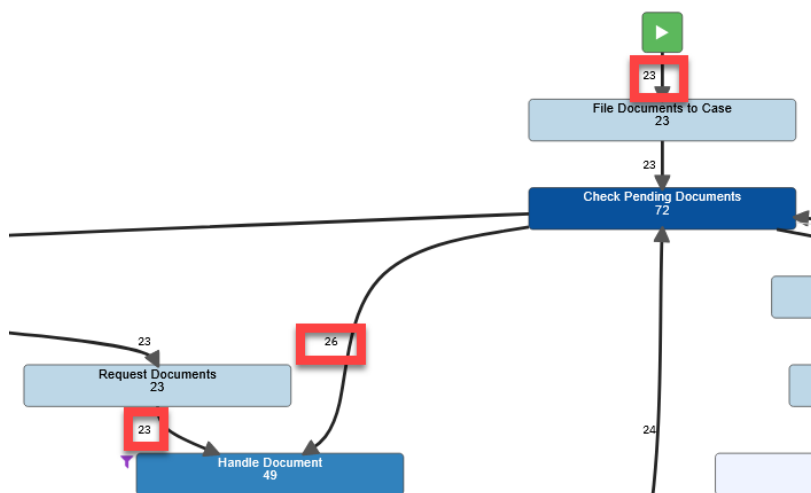 23
File Documents to Case
23
23
Check Pending Documents
72
23
26
Request Documents
23
23
24
Handle Document
49